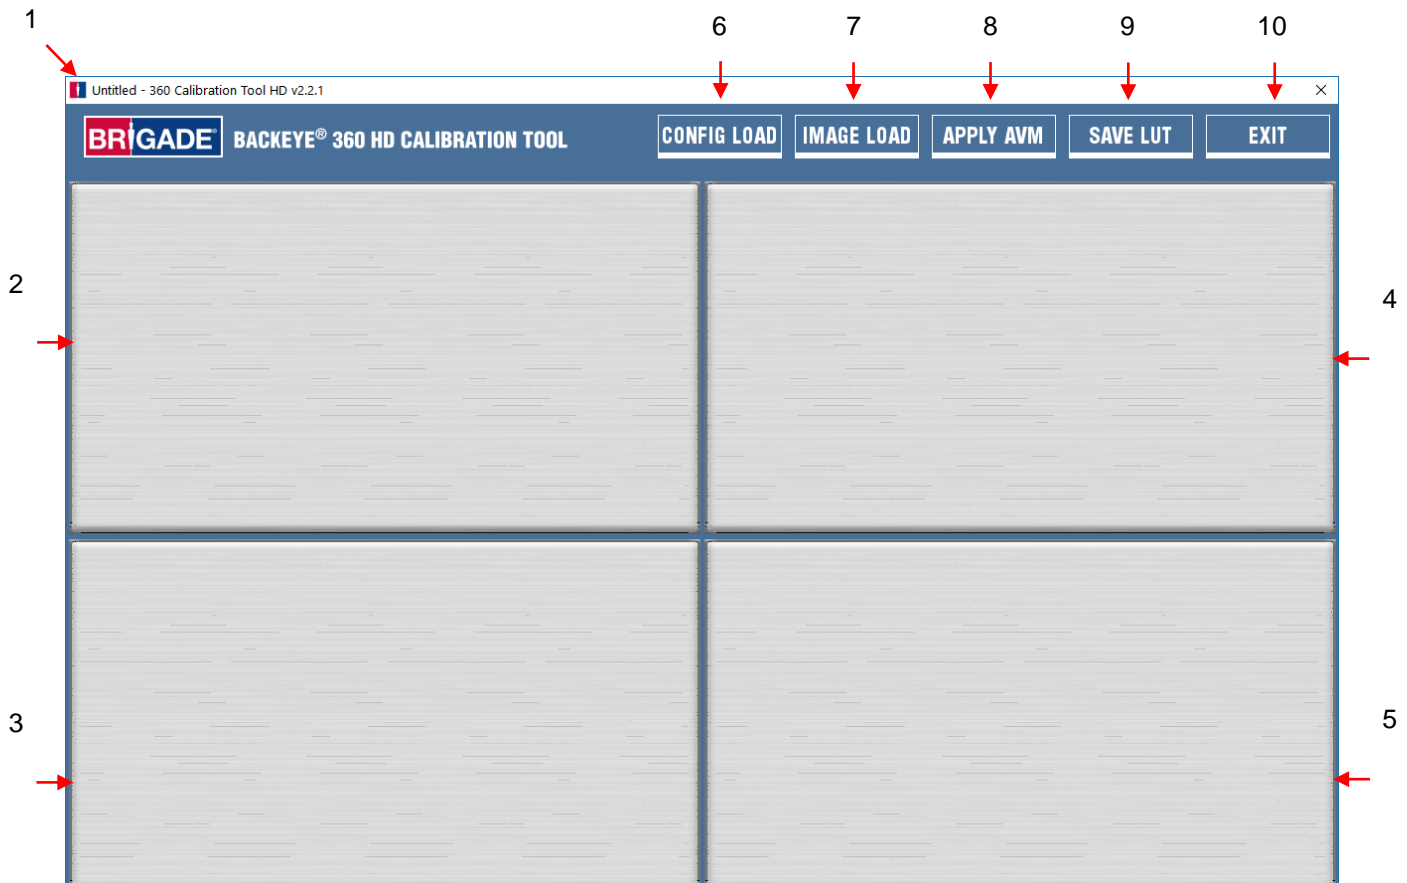 1
6 7 8 9 10
Untitled - 360 Calibration Tool HD v2.2.1
BRIGADE® BACKEYE® 360 HD CALIBRATION TOOL CONFIG LOAD IMAGE LOAD APPLY AVM SAVE LUT EXIT
2
4
3
5